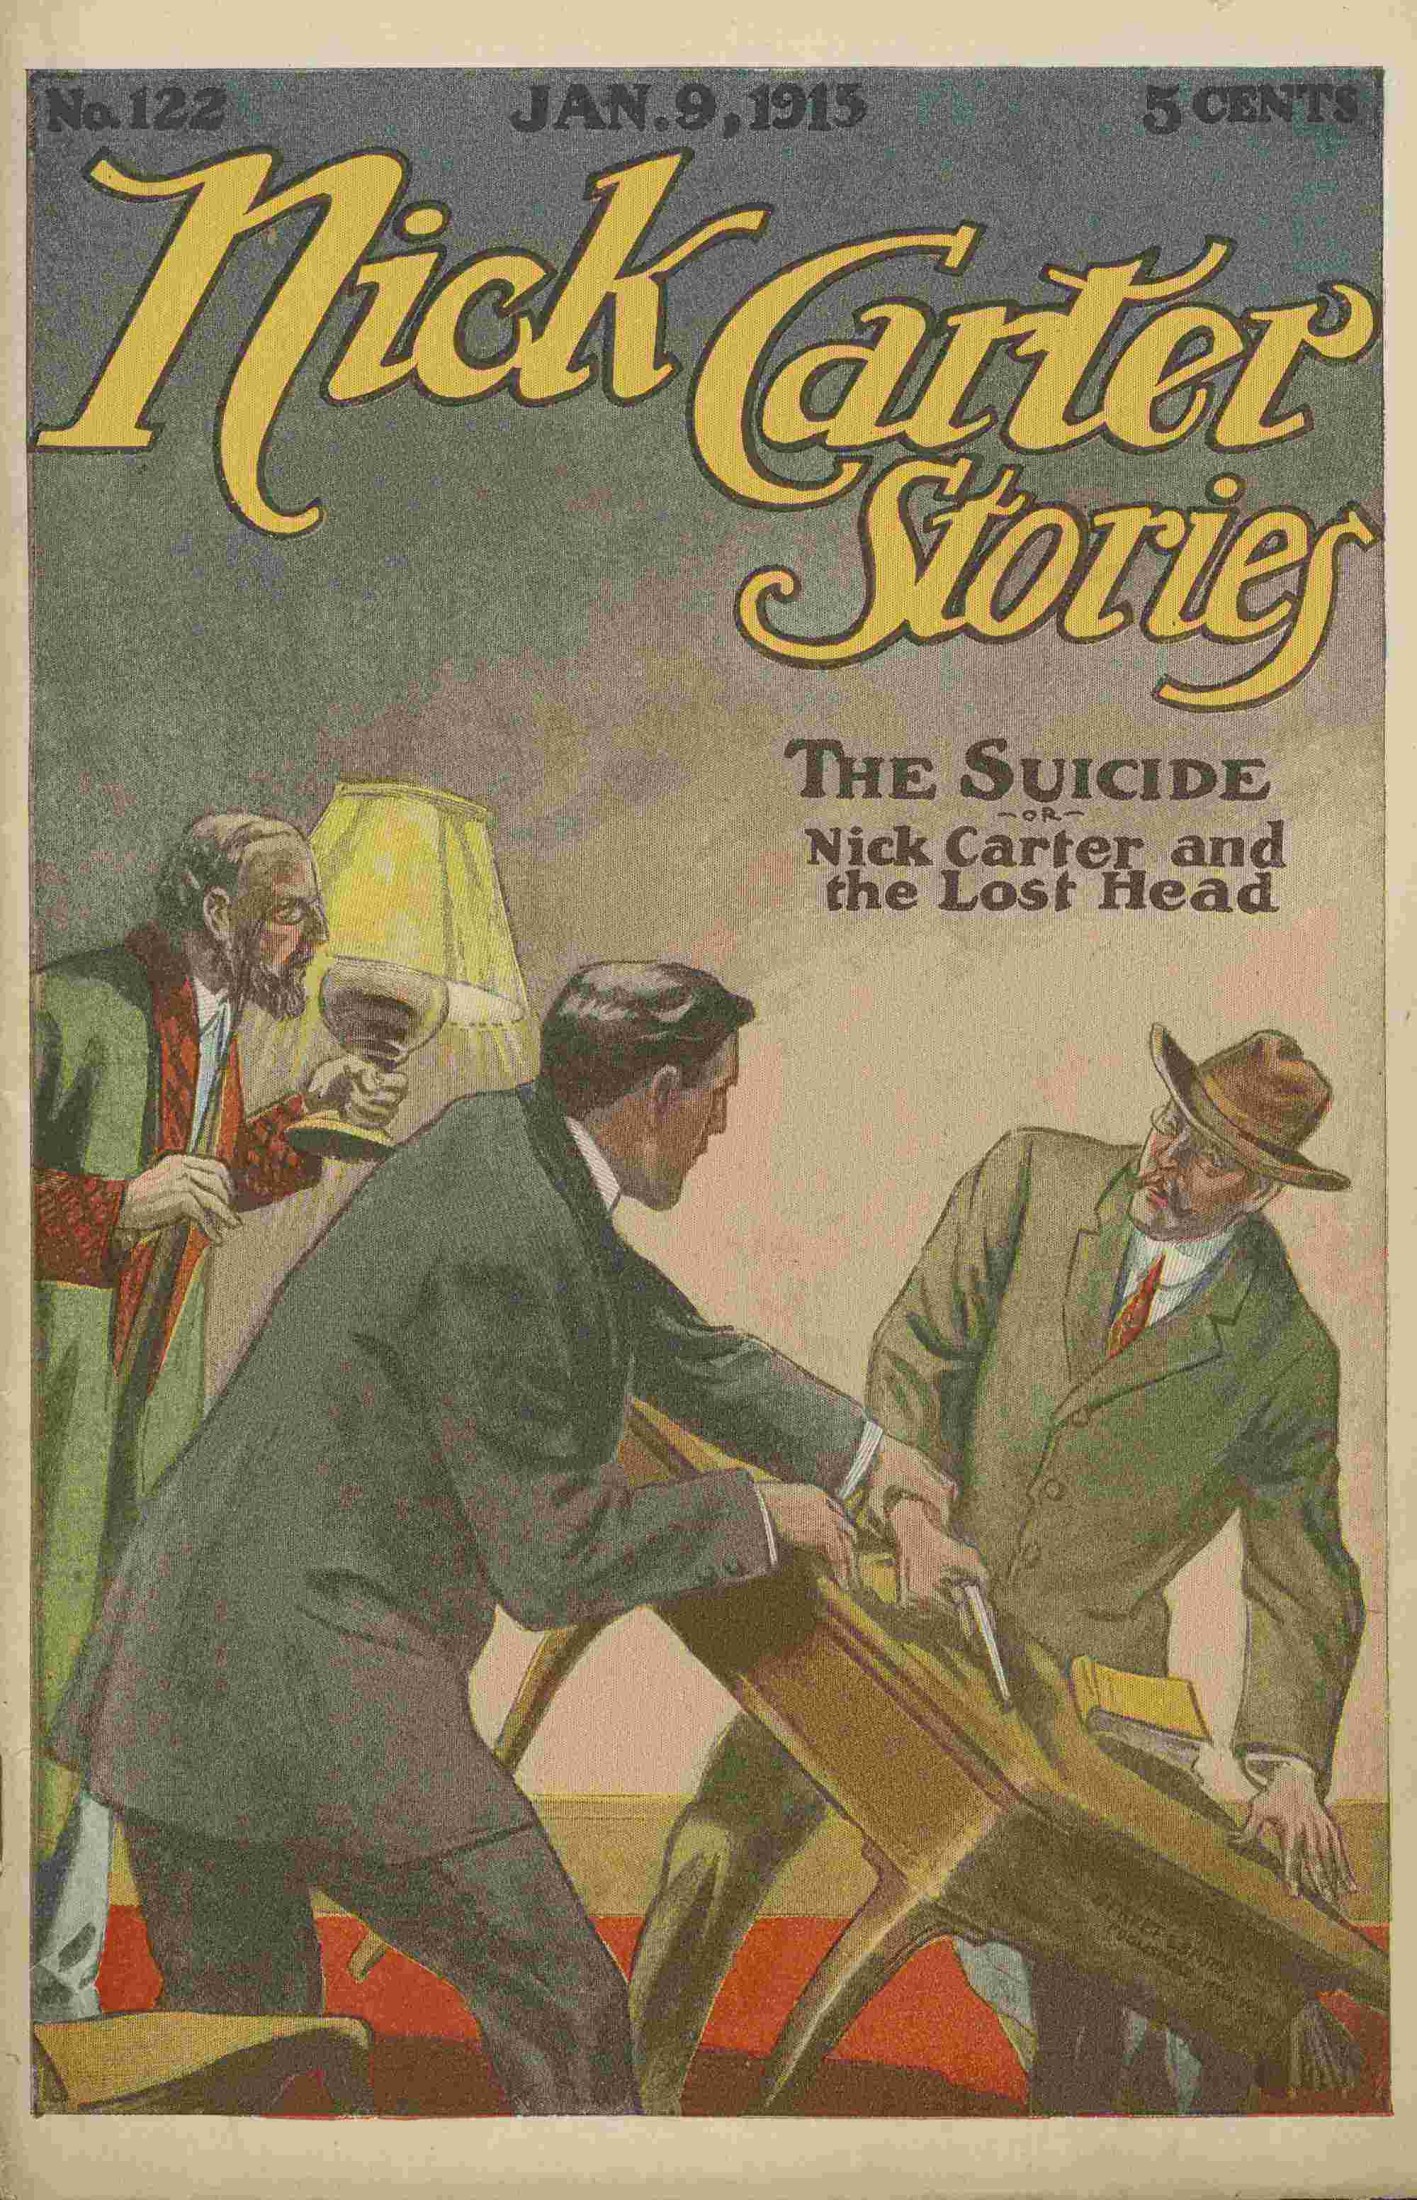 No. 122 JAN. 9, 1915 5 CENTS
Nick Carter
Stories
THE SUICIDE
-OR-
Nick Carter and
the Lost Head